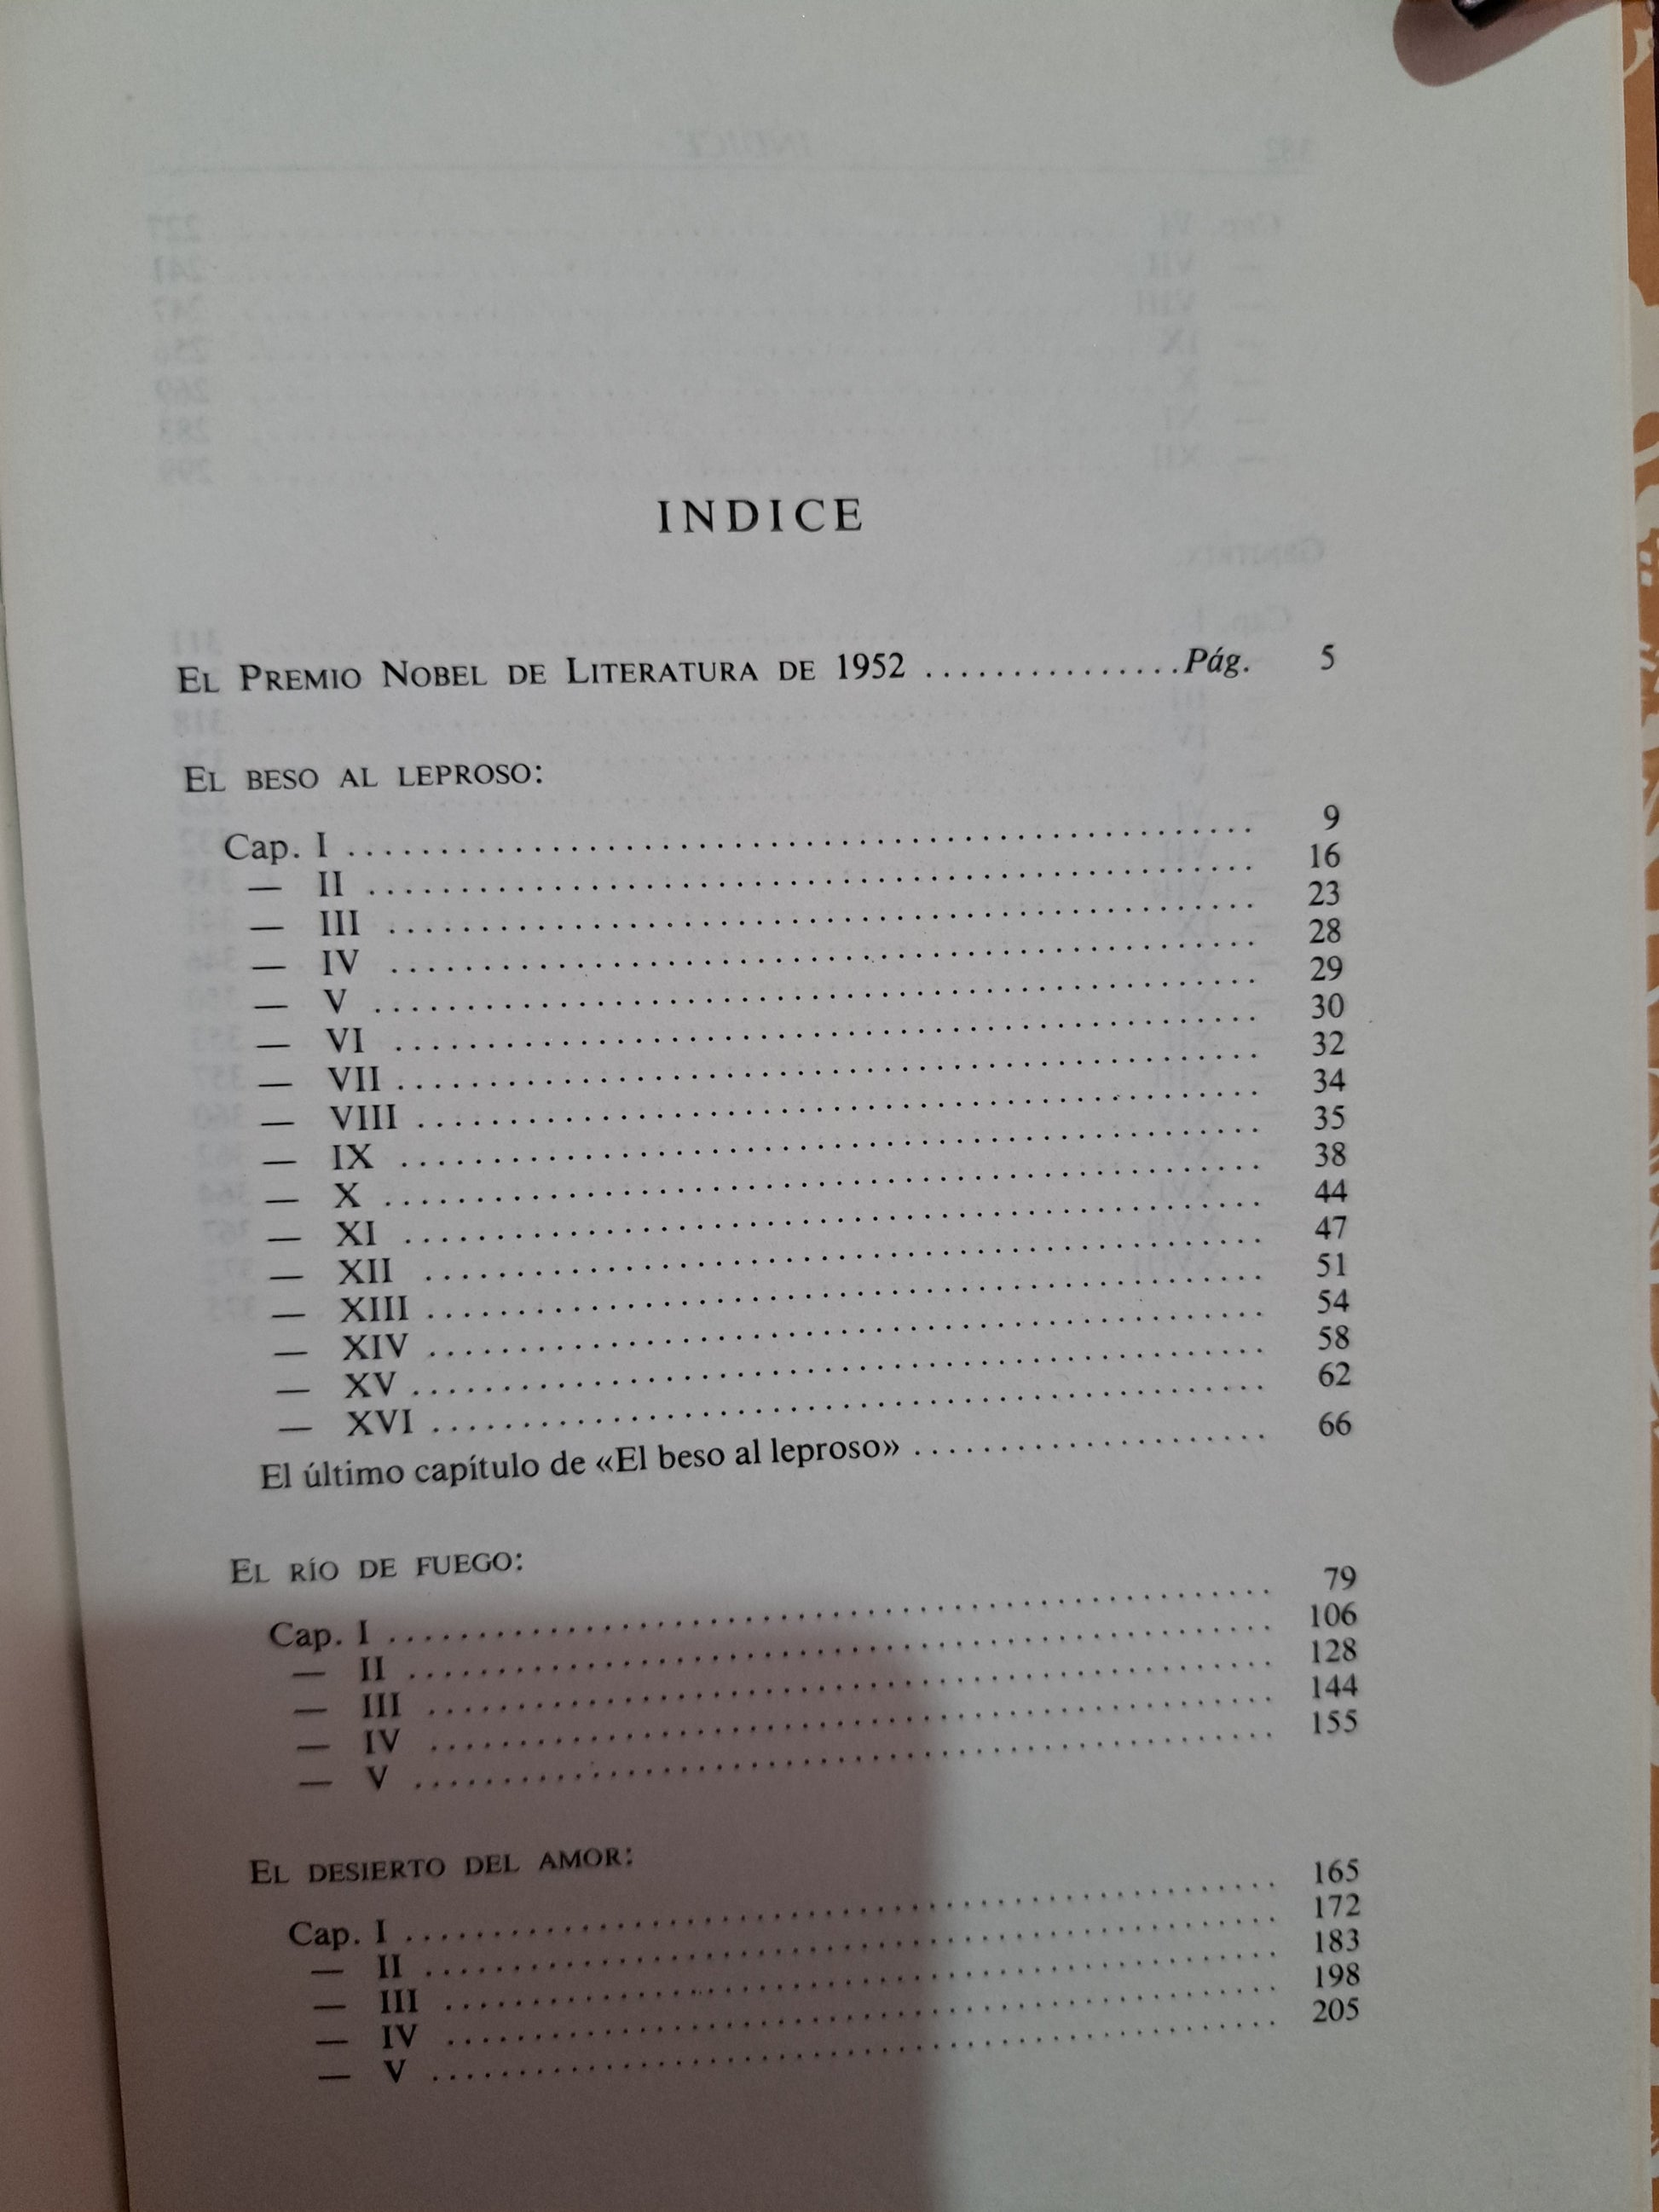 INDICE
El Premio Nobel de Literatura de 1952 ................Pág. 5
El beso al leproso:
Cap. I ........................................ 9
— II ........................................ 16
— III ........................................ 23
— IV ........................................ 28
— V ........................................ 29
— VI ........................................ 30
— VII ........................................ 32
— VIII ........................................ 34
— IX ........................................ 35
— X ........................................ 38
— XI ........................................ 44
— XII ........................................ 47
— XIII ........................................ 51
— XIV ........................................ 54
— XV ........................................ 58
— XVI ........................................ 62
El último capítulo de «El beso al leproso» .................... 66
El río de fuego:
Cap. I ........................................ 79
— II ........................................ 106
— III ........................................ 128
— IV ........................................ 144
— V ........................................ 155
El desierto del amor:
Cap. I ........................................ 165
— II ........................................ 172
— III ........................................ 183
— IV ........................................ 198
— V ........................................ 205